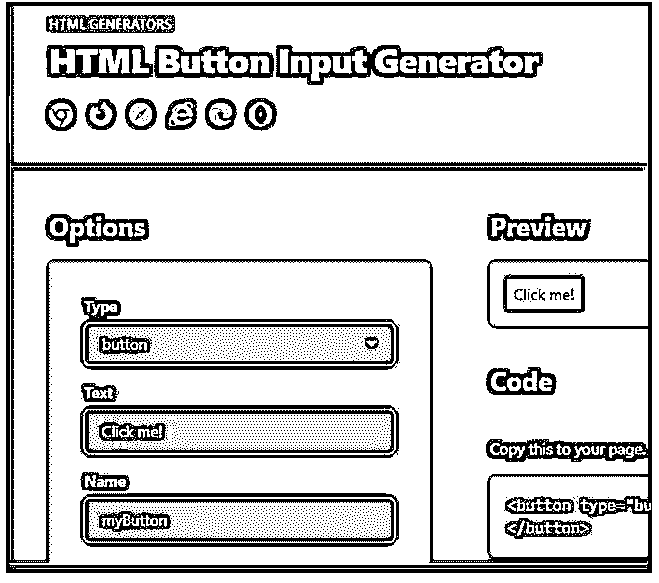 HTML GENERATORS
HTML Button Input Generator
Options
Type
button
Text
Click me!
Name
myButton
Preview
Click me!
Code
Copy this to your page.
<button type="bu
</button>